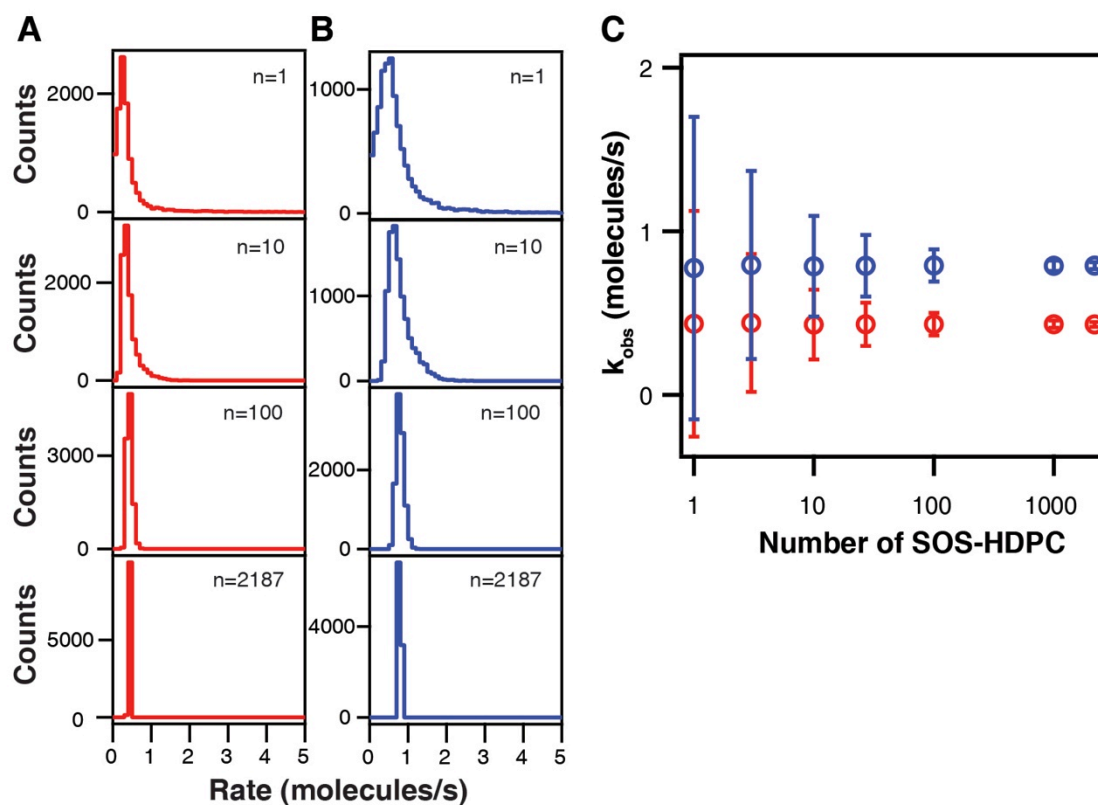 A
Counts
2000
0
n=1
Counts
2000
0
n=10
Counts
3000
0
n=100
Counts
5000
0
n=2187
0 1 2 3 4 5
B
1000
0
n=1
1000
0
n=10
2000
0
n=100
4000
0
n=2187
0 1 2 3 4 5
Rate (molecules/s)
C
k_obs (molecules/s)
2
1
0
1 10 100 1000
Number of SOS-HDPC